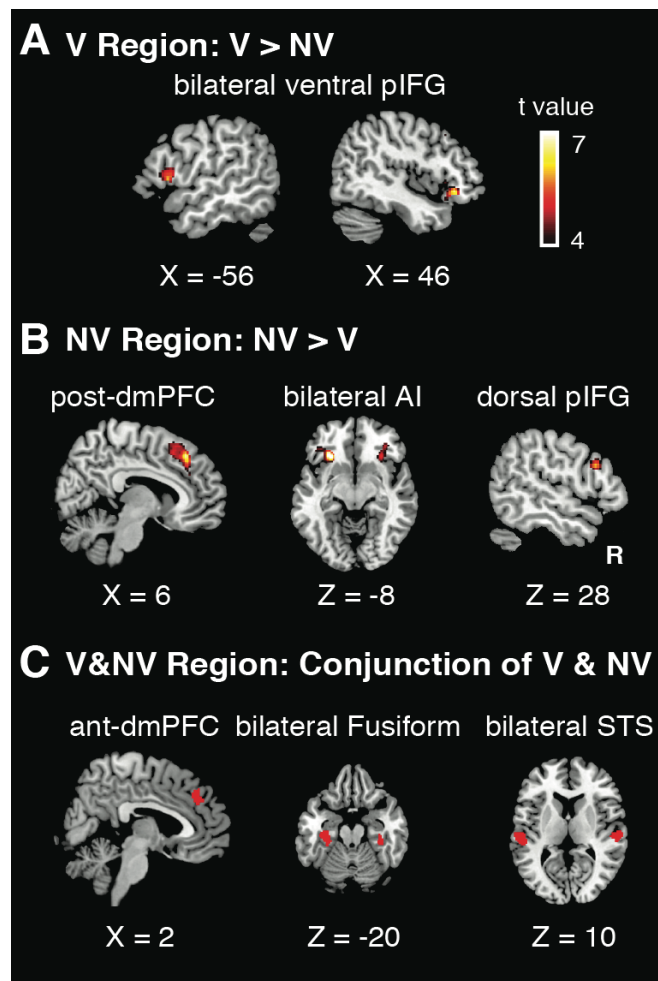 A V Region: V > NV
bilateral ventral pIFG
t value
7
4
X = -56 X = 46
B NV Region: NV > V
post-dmPFC bilateral AI dorsal pIFG
R
X = 6 Z = -8 Z = 28
C V&NV Region: Conjunction of V & NV
ant-dmPFC bilateral Fusiform bilateral STS
X = 2 Z = -20 Z = 10